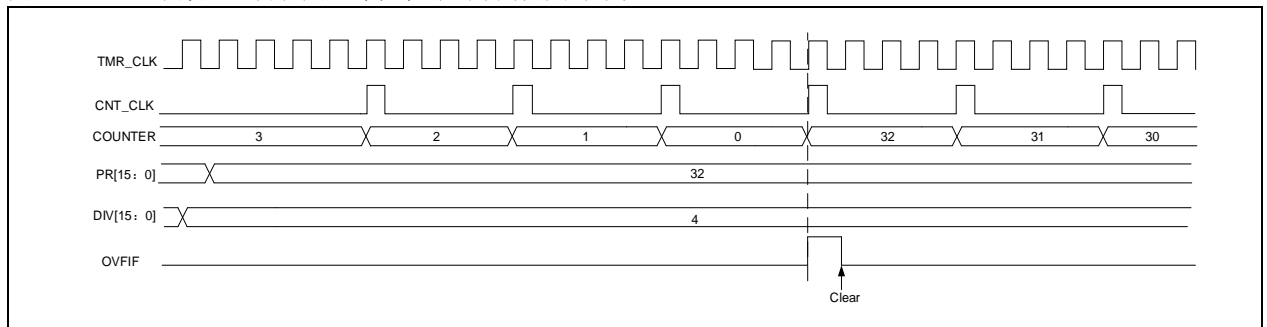 TMR_CLK
CNT_CLK
COUNTER 3 2 1 0 32 31 30
PR[15：0] 32
DIV[15：0] 4
OVFIF
Clear